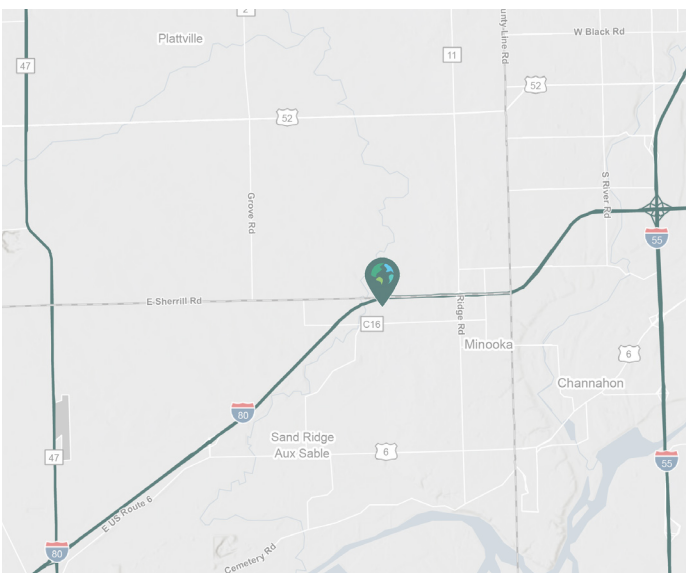 2
Plattville
W Black Rd
unty-Line Rd
11
47
52
52
Grove Rd
S River Rd
55
E Sherrill Rd
C16
Ridge Rd
Minooka
6
Channahon
80
Sand Ridge
Aux Sable
6
47
55
E US Route 6
80
Cemetery Rd